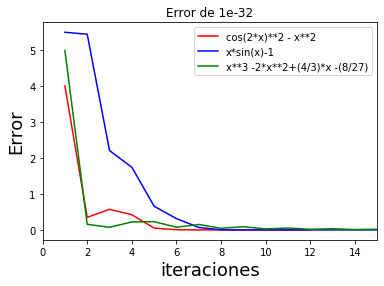 Error de 1e-32
cos(2*x)**2 - x**2
x*sin(x)-1
x**3 -2*x**2+(4/3)*x -(8/27)
Error
5
4
3
2
1
0
0 2 4 6 8 10 12 14
iteraciones